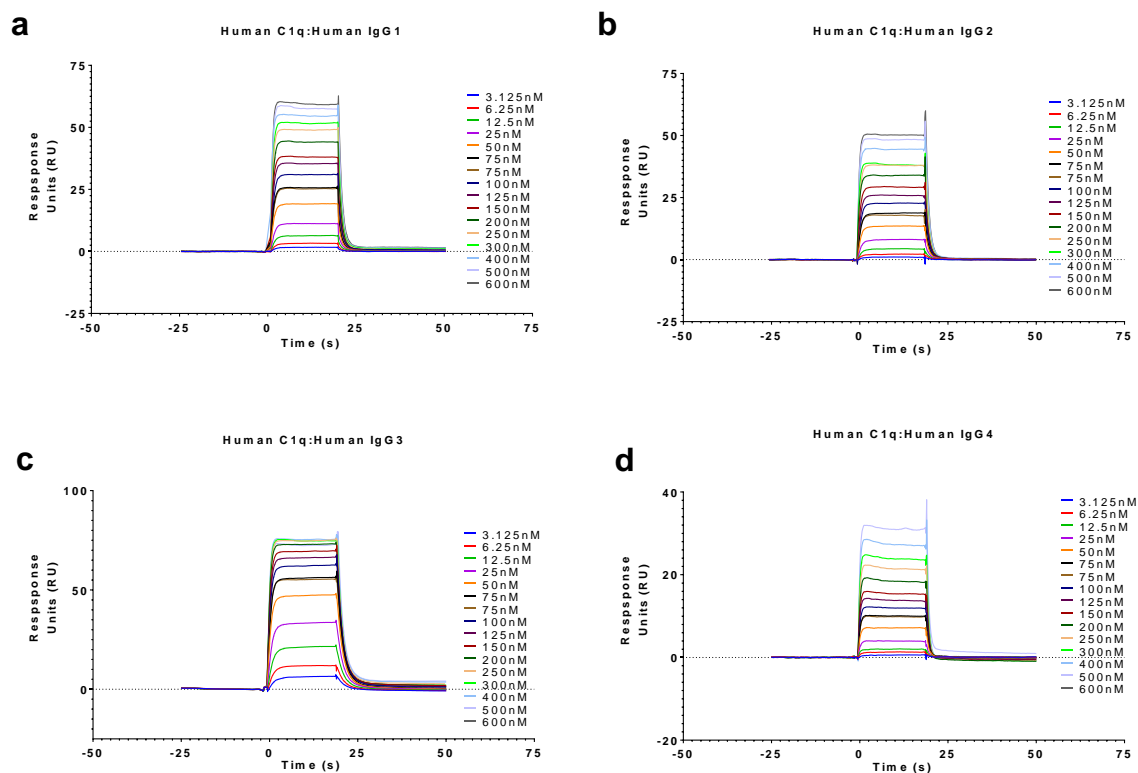 a
Human C1q:Human IgG1
75
50
25
0
-25
-50
-25
0
25
50
75
Respsponse
Units (RU)
Time (s)
3.125nM
6.25nM
12.5nM
25nM
50nM
75nM
75nM
100nM
125nM
150nM
200nM
250nM
300nM
400nM
500nM
600nM
b
Human C1q:Human IgG2
75
50
25
0
-25
-50
-25
0
25
50
75
Respsponse
Units (RU)
Time (s)
3.125nM
6.25nM
12.5nM
25nM
50nM
75nM
75nM
100nM
125nM
150nM
200nM
250nM
300nM
400nM
500nM
600nM
c
Human C1q:Human IgG3
100
50
0
-50
-25
0
25
50
75
Respsponse
Units (RU)
Time (s)
3.125nM
6.25nM
12.5nM
25nM
50nM
75nM
75nM
100nM
125nM
150nM
200nM
250nM
300nM
400nM
500nM
600nM
d
Human C1q:Human IgG4
40
20
0
-20
-50
-25
0
25
50
75
Respsponse
Units (RU)
Time (s)
3.125nM
6.25nM
12.5nM
25nM
50nM
75nM
75nM
100nM
125nM
150nM
200nM
250nM
300nM
400nM
500nM
600nM